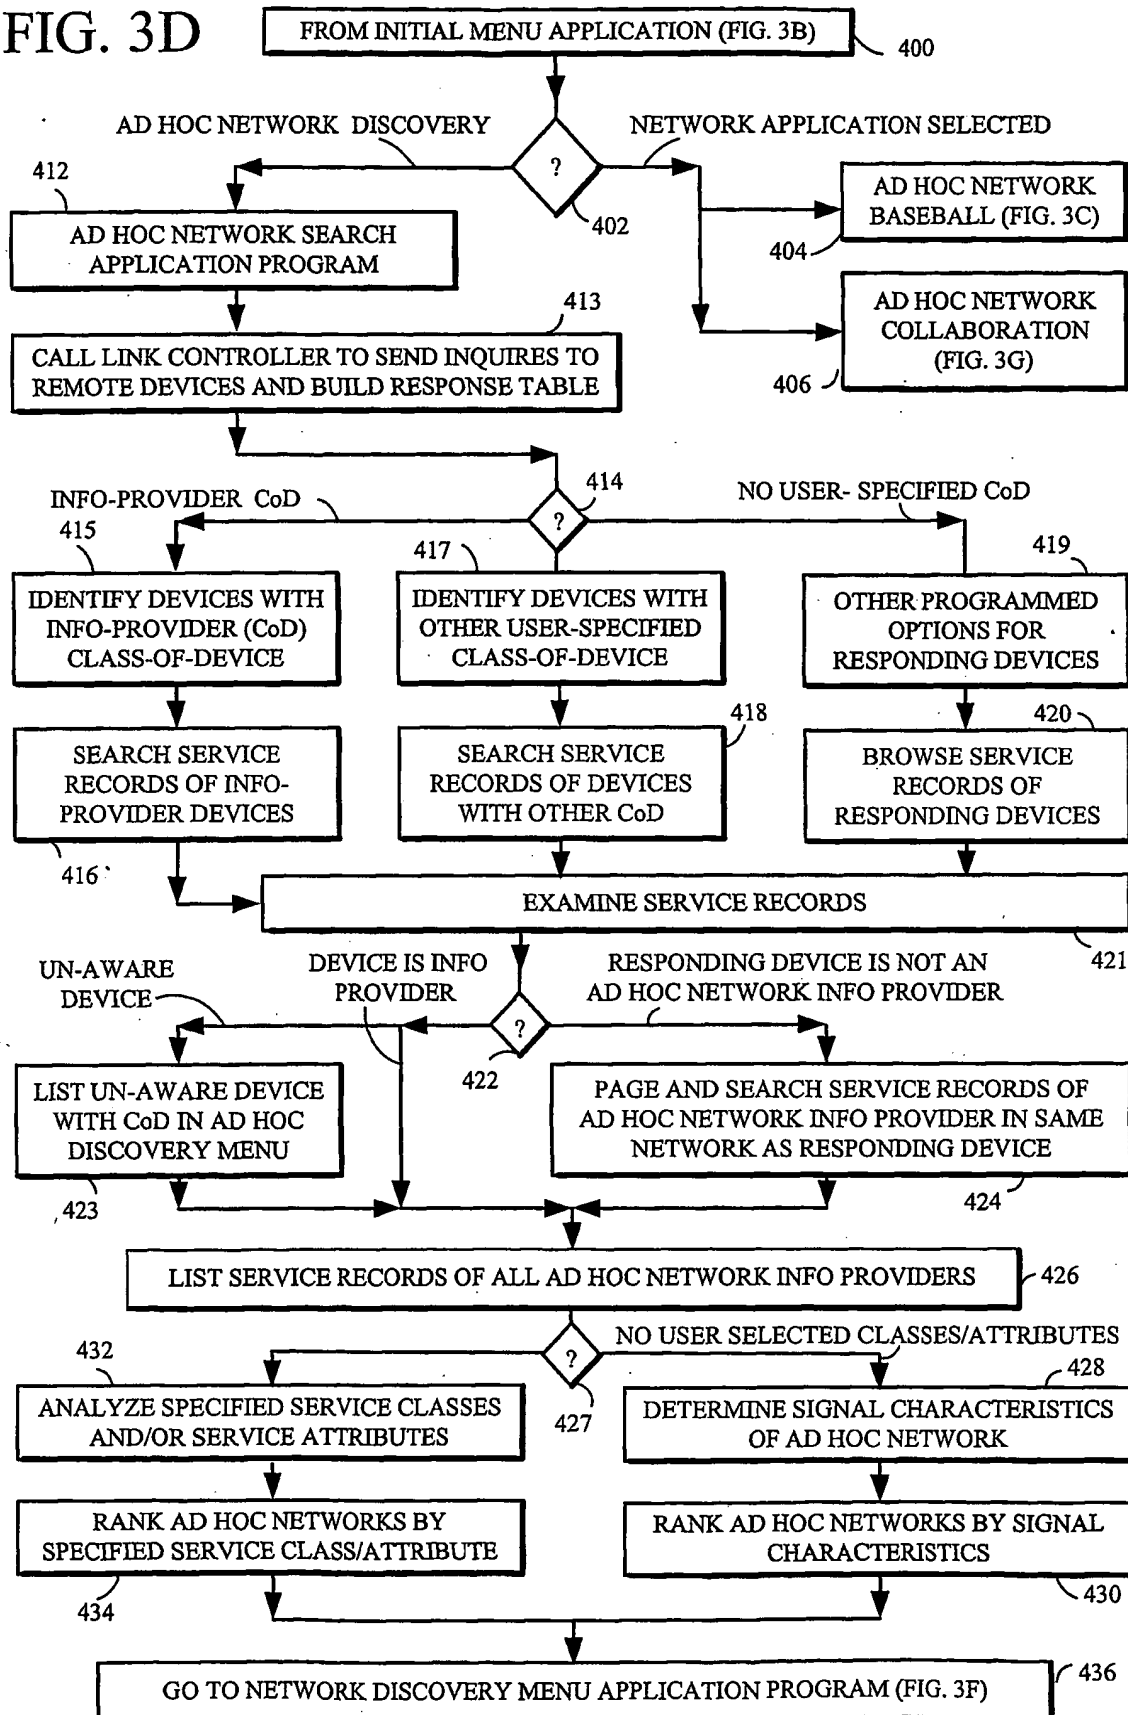 FIG. 3D
FROM INITIAL MENU APPLICATION (FIG. 3B)
400
AD HOC NETWORK DISCOVERY
NETWORK APPLICATION SELECTED
?
402
412
AD HOC NETWORK SEARCH
APPLICATION PROGRAM
AD HOC NETWORK
BASEBALL (FIG. 3C)
404
AD HOC NETWORK
COLLABORATION
(FIG. 3G)
406
413
CALL LINK CONTROLLER TO SEND INQUIRES TO
REMOTE DEVICES AND BUILD RESPONSE TABLE
414
?
INFO-PROVIDER CoD
NO USER- SPECIFIED CoD
415
IDENTIFY DEVICES WITH
INFO-PROVIDER (CoD)
CLASS-OF-DEVICE
417
IDENTIFY DEVICES WITH
OTHER USER-SPECIFIED
CLASS-OF-DEVICE
419
OTHER PROGRAMMED
OPTIONS FOR
RESPONDING DEVICES
SEARCH SERVICE
RECORDS OF INFO-
PROVIDER DEVICES
416
418
SEARCH SERVICE
RECORDS OF DEVICES
WITH OTHER CoD
420
BROWSE SERVICE
RECORDS OF
RESPONDING DEVICES
EXAMINE SERVICE RECORDS
421
UN-AWARE
DEVICE
DEVICE IS INFO
PROVIDER
RESPONDING DEVICE IS NOT AN
AD HOC NETWORK INFO PROVIDER
?
422
LIST UN-AWARE DEVICE
WITH CoD IN AD HOC
DISCOVERY MENU
423
PAGE AND SEARCH SERVICE RECORDS OF
AD HOC NETWORK INFO PROVIDER IN SAME
NETWORK AS RESPONDING DEVICE
424
LIST SERVICE RECORDS OF ALL AD HOC NETWORK INFO PROVIDERS
426
?
427
NO USER SELECTED CLASSES/ATTRIBUTES
432
ANALYZE SPECIFIED SERVICE CLASSES
AND/OR SERVICE ATTRIBUTES
428
DETERMINE SIGNAL CHARACTERISTICS
OF AD HOC NETWORK
RANK AD HOC NETWORKS BY
SPECIFIED SERVICE CLASS/ATTRIBUTE
434
RANK AD HOC NETWORKS BY SIGNAL
CHARACTERISTICS
430
GO TO NETWORK DISCOVERY MENU APPLICATION PROGRAM (FIG. 3F)
436